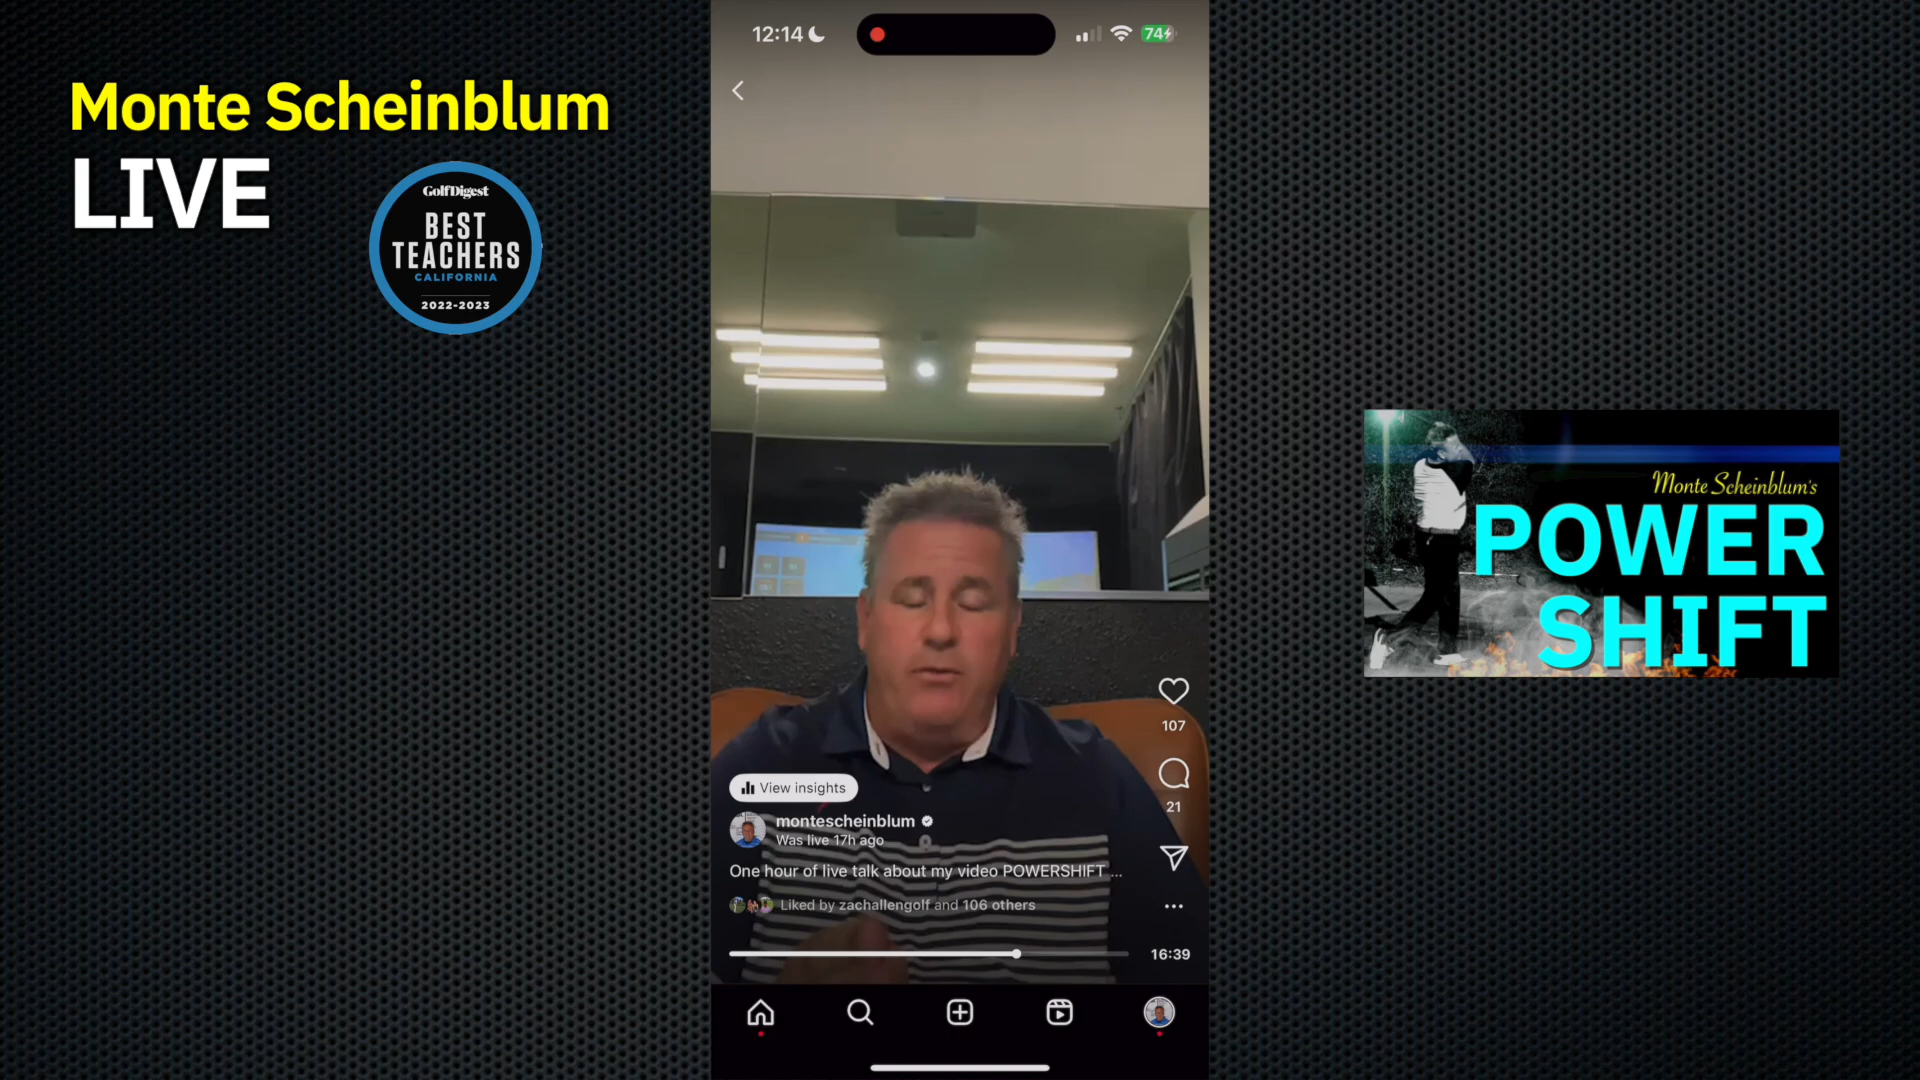 Monte Scheinblum
LIVE
GolfDigest
BEST
TEACHERS
CALIFORNIA
2022-2023
12:14
74
107
21
View insights
montescheinblum
Was live 17h ago
One hour of live talk about my video POWERSHIFT ...
Liked by zachallengolf and 106 others
16:39
Monte Scheinblum's
POWER
SHIFT